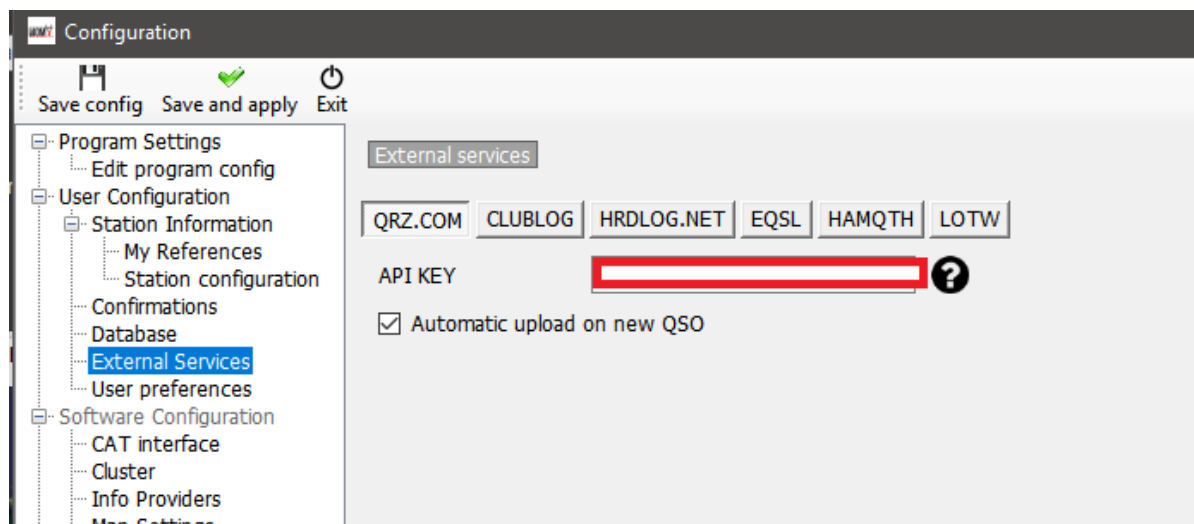 Configuration
Save config Save and apply Exit
Program Settings
Edit program config
User Configuration
Station Information
My References
Station configuration
Confirmations
Database
External Services
User preferences
Software Configuration
CAT interface
Cluster
Info Providers
Map Settings
External services
QRZ.COM CLUBLOG HRDLOG.NET EQSL HAMQTH LOTW
API KEY
?
Automatic upload on new QSO